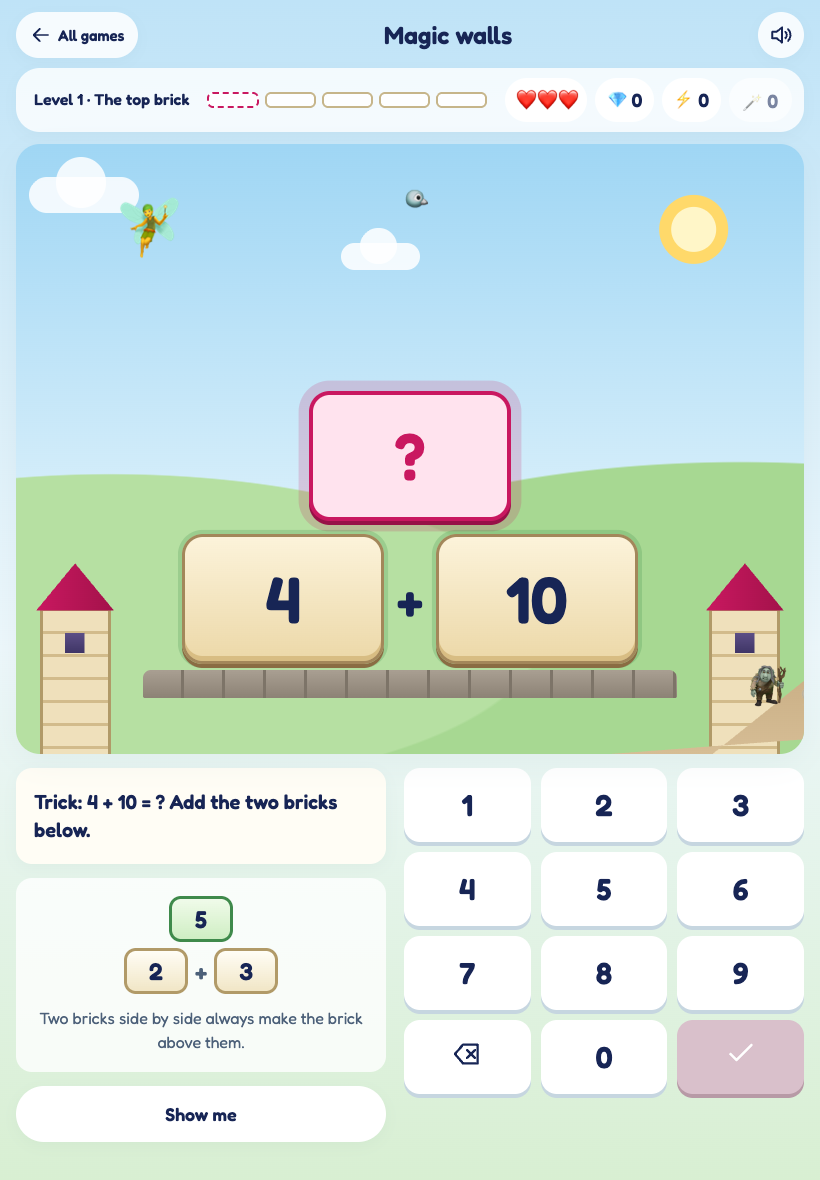 All games
Magic walls
Level 1 · The top brick
0
0
0
?
4 + 10
Trick: 4 + 10 = ? Add the two bricks
below.
5
2 + 3
Two bricks side by side always make the brick
above them.
Show me
1 2 3
4 5 6
7 8 9
0